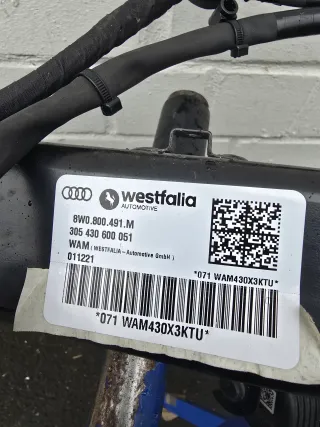 westfalia
AUTOMOTIVE
8W0.800.491.M
305 430 600 051
WAM (WESTFALIA - Automotive GmbH)
011221
*071 WAM430X3KTU*
*071 WAM430X3KTU*